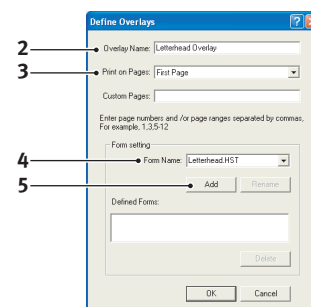 Define Overlays
2
Overlay Name: Letterhead Overlay
3
Print on Pages: First Page
Custom Pages:
Enter page numbers and /or page ranges separated by commas,
For example, 1,3,5-12
Form setting
4
Form Name: Letterhead.HST
5
Add Rename
Defined Forms:
Delete
OK Cancel